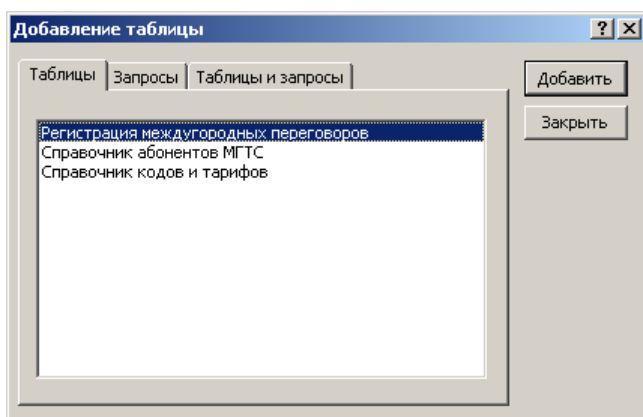 Добавление таблицы
Таблицы Запросы Таблицы и запросы
Добавить
Закрыть
Регистрация междугородных переговоров
Справочник абонентов МГТС
Справочник кодов и тарифов